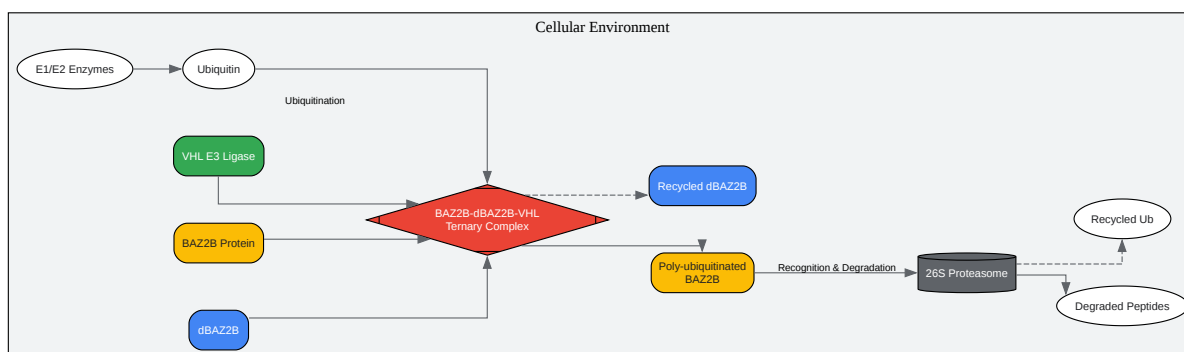 Cellular Environment
E1/E2 Enzymes
Ubiquitin
Ubiquitination
VHL E3 Ligase
BAZ2B Protein
dBAZ2B
BAZ2B-dBAZ2B-VHL
Ternary Complex
Recycled dBAZ2B
Poly-ubiquitinated
BAZ2B
Recognition & Degradation
26S Proteasome
Recycled Ub
Degraded Peptides